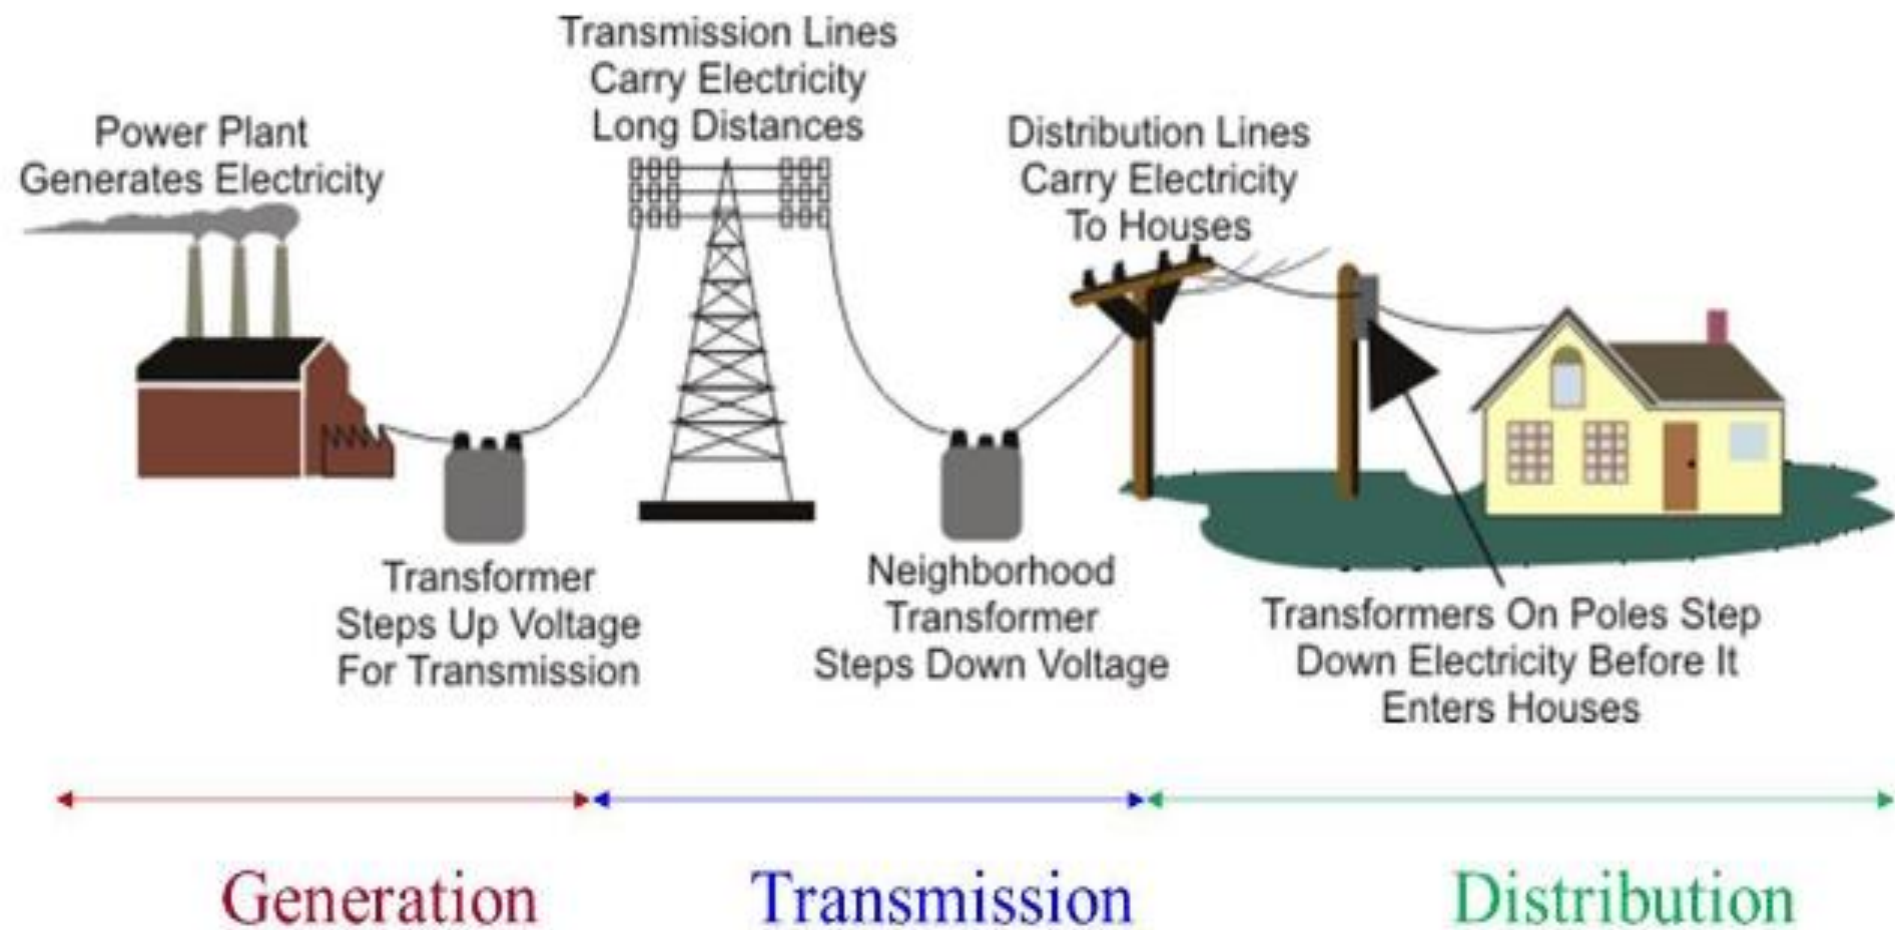 Power Plant
Generates Electricity
Transmission Lines
Carry Electricity
Long Distances
Distribution Lines
Carry Electricity
To Houses
Transformer
Steps Up Voltage
For Transmission
Neighborhood
Transformer
Steps Down Voltage
Transformers On Poles Step
Down Electricity Before It
Enters Houses
Generation
Transmission
Distribution